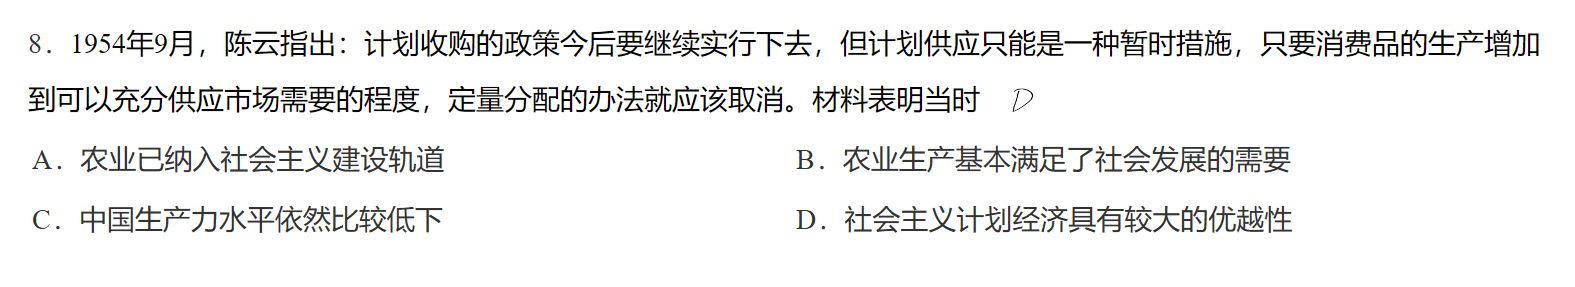 8．1954年9月，陈云指出：计划收购的政策今后要继续实行下去，但计划供应只能是一种暂时措施，只要消费品的生产增加
到可以充分供应市场需要的程度，定量分配的办法就应该取消。材料表明当时 D
A．农业已纳入社会主义建设轨道 B．农业生产基本满足了社会发展的需要
C．中国生产力水平依然比较低下 D．社会主义计划经济具有较大的优越性